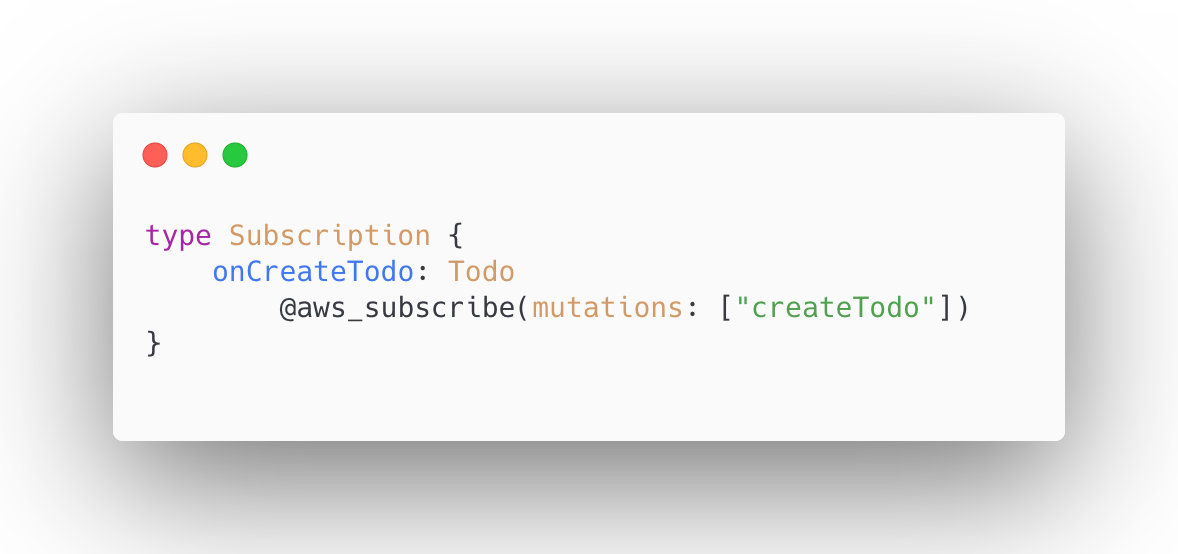 type Subscription {
    onCreateTodo: Todo
        @aws_subscribe(mutations: ["createTodo"])
}